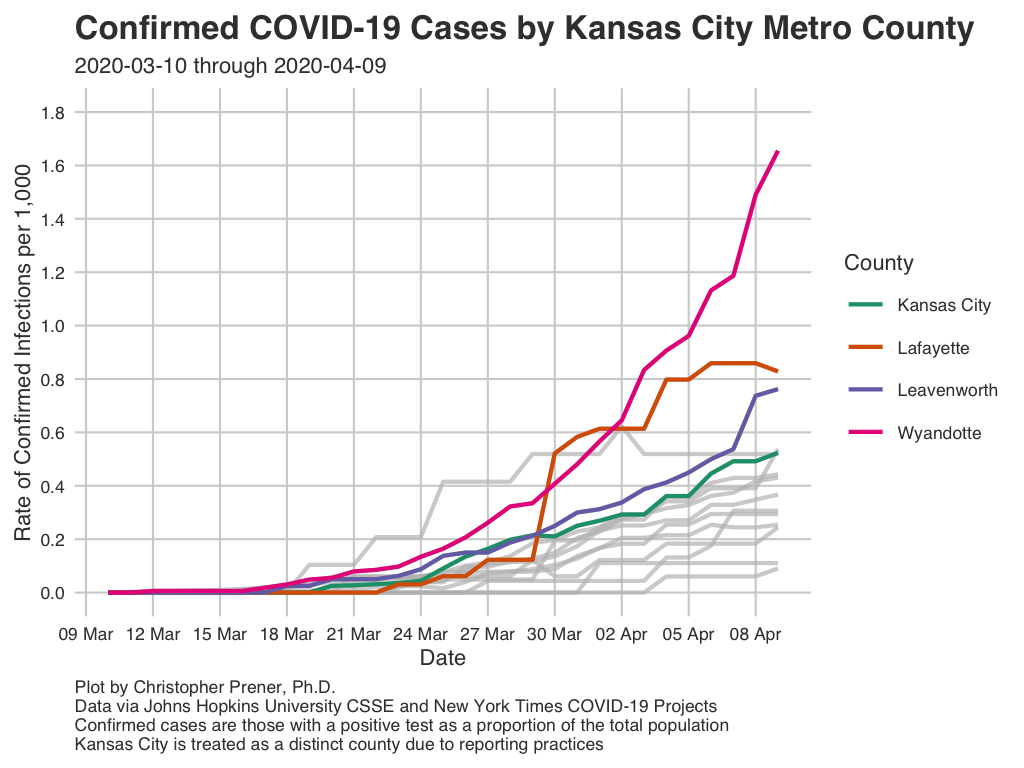 Confirmed COVID-19 Cases by Kansas City Metro County
2020-03-10 through 2020-04-09
Rate of Confirmed Infections per 1,000
1.8
1.6
1.4
1.2
1.0
0.8
0.6
0.4
0.2
0.0
09 Mar 12 Mar 15 Mar 18 Mar 21 Mar 24 Mar 27 Mar 30 Mar 02 Apr 05 Apr 08 Apr
Date
County
Kansas City
Lafayette
Leavenworth
Wyandotte
Plot by Christopher Prener, Ph.D.
Data via Johns Hopkins University CSSE and New York Times COVID-19 Projects
Confirmed cases are those with a positive test as a proportion of the total population
Kansas City is treated as a distinct county due to reporting practices